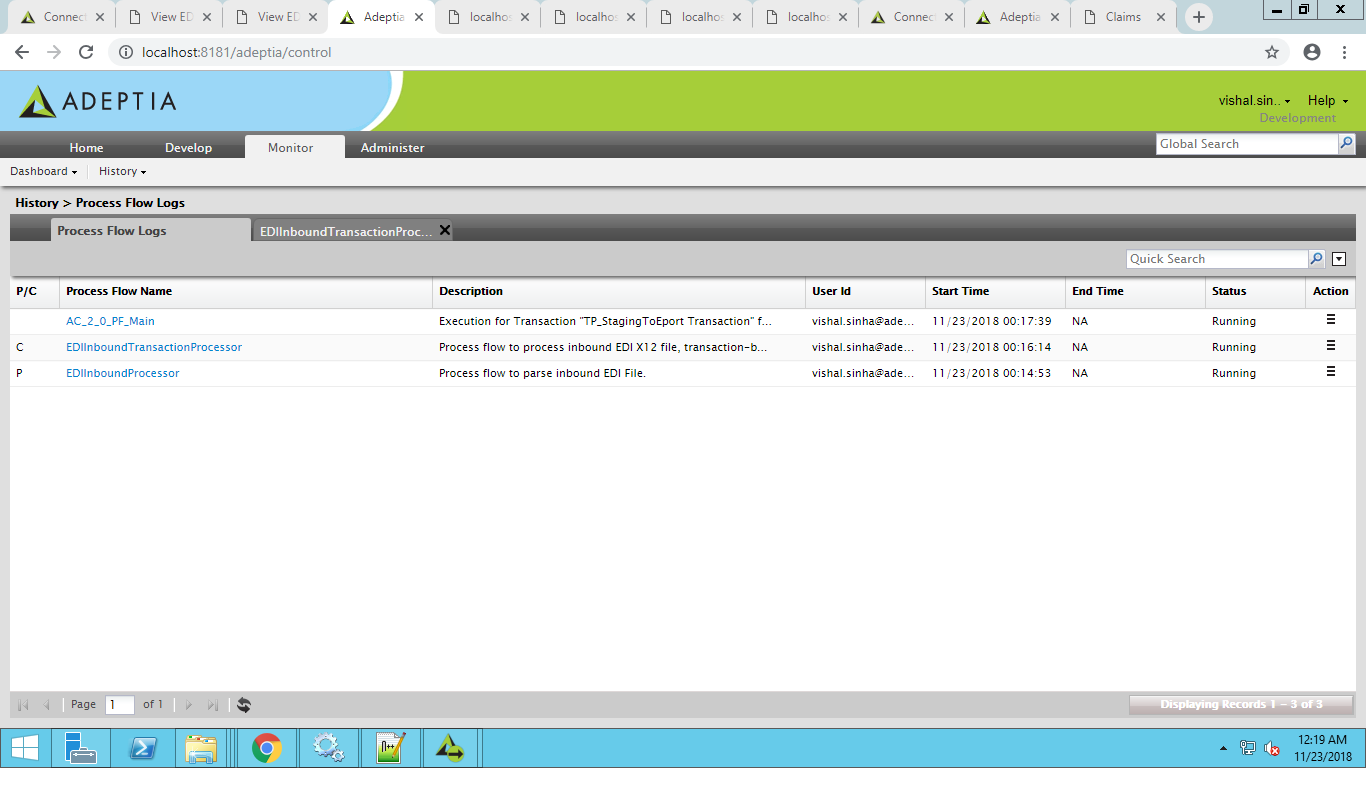 Connect View ED View ED Adeptia localhos localhos localhos localhos Connect Adeptia Claims
localhost:8181/adeptia/control
ADEPTIA
vishal.sin.. Help
Development
Home Develop Monitor Administer Global Search
Dashboard History
History > Process Flow Logs
Process Flow Logs EDIInboundTransactionProc...
Quick Search
P/C Process Flow Name Description User Id Start Time End Time Status Action
AC_2_0_PF_Main Execution for Transaction "TP_StagingToEport Transaction" f... vishal.sinha@ade... 11/23/2018 00:17:39 NA Running
C EDIInboundTransactionProcessor Process flow to process inbound EDI X12 file, transaction-b... vishal.sinha@ade... 11/23/2018 00:16:14 NA Running
P EDIInboundProcessor Process flow to parse inbound EDI File. vishal.sinha@ade... 11/23/2018 00:14:53 NA Running
Page 1 of 1 Displaying Records 1 - 3 of 3
12:19 AM
11/23/2018